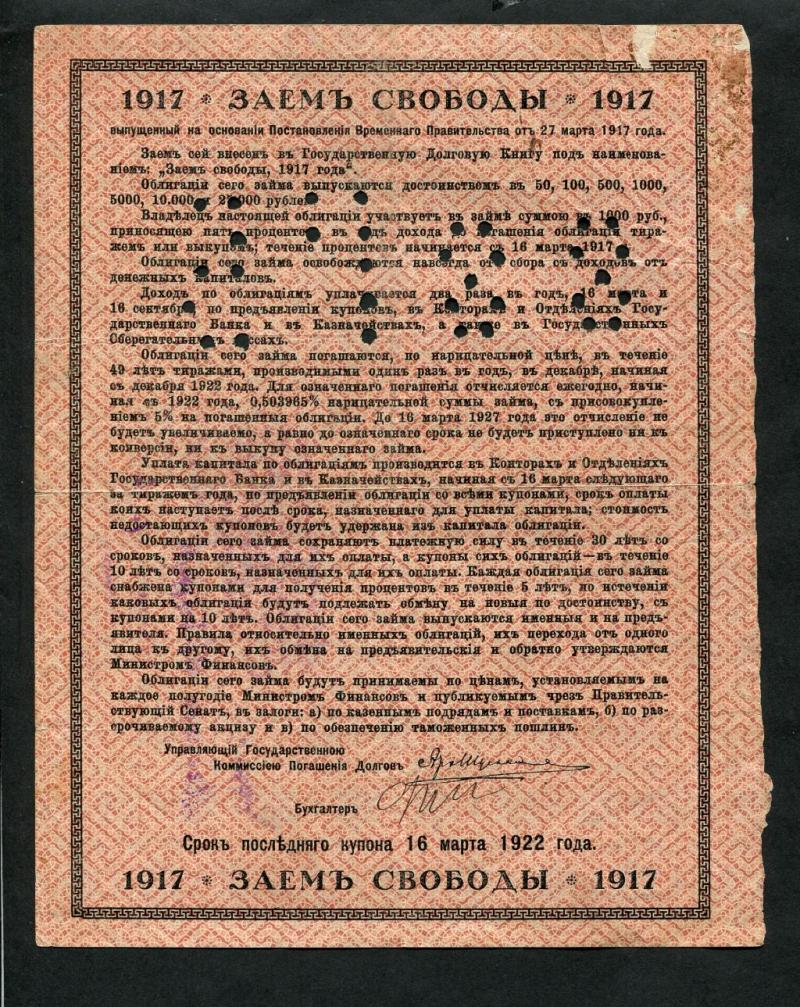 1917 * ЗАЕМЪ СВОБОДЫ * 1917
выпущенный на основаніи Постановленія Временнаго Правительства отъ 27 марта 1917 года.
Заемъ сей внесенъ въ Государственную Долговую Книгу подъ наименова-
ніемъ: „Заемъ свободы, 1917 года“.
Облигаціи сего займа выпускаются достоинствомъ въ 50, 100, 500, 1000,
5000, 10.000 и 25.000 рублей.
Владѣлецъ настоящей облигаціи участвуетъ въ займѣ суммою въ 1000 руб.,
приносящею пять процентовъ въ годъ дохода до погашенія облигаціи тира-
жемъ или выкупомъ; теченіе процентовъ начинается съ 16 марта 1917
Облигаціи сего займа освобождаются навсегда отъ сбора съ доходовъ отъ
денежныхъ капиталовъ.
Доходъ по облигаціямъ уплачивается два раза въ годъ, 16 марта и
16 сентября, по предъявленіи купоновъ, въ Конторахъ и Отдѣленіяхъ Госу-
дарственнаго Банка и въ Казначействахъ, а также въ Государственныхъ
Сберегательныхъ Кассахъ.
Облигаціи сего займа погашаются, по нарицательной цѣнѣ, въ теченіе
49 лѣтъ тиражами, производимыми одинъ разъ въ годъ, въ декабрѣ, начиная
съ декабря 1922 года. Для означеннаго погашенія отчисляется ежегодно, начи-
ная съ 1922 года, 0,503965% нарицательной суммы займа, съ присовокупле-
ніемъ 5% на погашенныя облигаціи. До 16 марта 1927 года это отчисленіе не
будетъ увеличиваемо, а равно до означеннаго срока не будетъ приступлено ни къ
конверсіи, ни къ выкупу означеннаго займа.
Уплата капитала по облигаціямъ производится въ Конторахъ и Отдѣленіяхъ
Государственнаго Банка и въ Казначействахъ, начиная съ 16 марта слѣдующаго
за тиражемъ года, по предъявленіи облигаціи со всѣми купонами, срокъ оплаты
коихъ наступаетъ послѣ срока, назначеннаго для уплаты капитала; стоимость
недостающихъ купоновъ будетъ удержана изъ капитала облигаціи.
Облигаціи сего займа сохраняютъ платежную силу въ теченіе 30 лѣтъ со
сроковъ, назначенныхъ для ихъ оплаты, а купоны сихъ облигацій—въ теченіе
10 лѣтъ со сроковъ, назначенныхъ для ихъ оплаты. Каждая облигація сего займа
снабжена купонами для полученія процентовъ въ теченіе 5 лѣтъ, по истеченіи
каковыхъ облигаціи будутъ подлежать обмѣну на новыя по достоинству, съ
купонами на 10 лѣтъ. Облигаціи сего займа выпускаются именныя и на предъ-
явителя. Правила относительно именныхъ облигацій, ихъ перехода отъ одного
лица къ другому, ихъ обмѣна на предъявительскія и обратно утверждаются
Министромъ Финансовъ.
Облигаціи сего займа будутъ принимаемы по цѣнамъ, установляемымъ на
каждое полугодіе Министромъ Финансовъ и публикуемымъ чрезъ Правитель-
ствующій Сенатъ, въ залоги: а) по казеннымъ подрядамъ и поставкамъ, б) по раз-
срочиваемому акцизу и в) по обезпеченію таможенныхъ пошлинъ.
Управляющій Государственною
Коммиссіею Погашенія Долговъ
Бухгалтеръ
Срокъ послѣдняго купона 16 марта 1922 года.
1917 * ЗАЕМЪ СВОБОДЫ * 1917